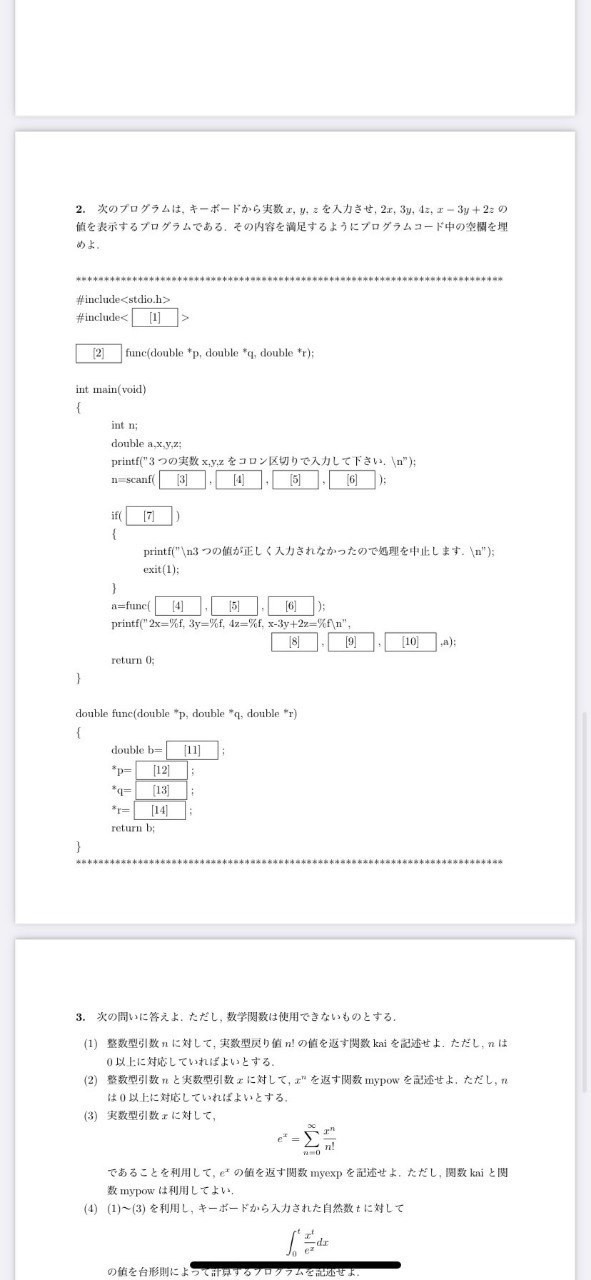 2. 次のプログラムは, キーボードから実数 x, y, z を入力させ, 2x, 3y, 4z, x − 3y + 2z の
値を表示するプログラムである. その内容を満足するようにプログラムコード中の空欄を埋
めよ.
****************************************************************************
#include<stdio.h>
#include< [1] >
[2] func(double *p, double *q, double *r);
int main(void)
{
int n;
double a,x,y,z;
printf("3 つの実数 x,y,z をコロン区切りで入力して下さい. \n");
n=scanf( [3] , [4] , [5] , [6] );
if( [7] )
{
printf("\n3 つの値が正しく入力されなかったので処理を中止します. \n");
exit(1);
}
a=func( [4] , [5] , [6] );
printf("2x=%f, 3y=%f, 4z=%f, x-3y+2z=%f\n",
[8] , [9] , [10] ,a);
return 0;
}
double func(double *p, double *q, double *r)
{
double b= [11] ;
*p= [12] ;
*q= [13] ;
*r= [14] ;
return b;
}
****************************************************************************
3. 次の問いに答えよ. ただし, 数学関数は使用できないものとする.
(1) 整数型引数 n に対して, 実数型戻り値 n! の値を返す関数 kai を記述せよ. ただし, n は
0 以上に対応していればよいとする.
(2) 整数型引数 n と実数型引数 x に対して, xⁿ を返す関数 mypow を記述せよ. ただし, n
は 0 以上に対応していればよいとする.
(3) 実数型引数 x に対して,
eˣ = ∑_{n=0}^{∞} xⁿ/n!
であることを利用して, eˣ の値を返す関数 myexp を記述せよ. ただし, 関数 kai と関
数 mypow は利用してよい.
(4) (1)〜(3) を利用し, キーボードから入力された自然数 t に対して
∫₀ᵗ xᵗ/eˣ dx
の値を台形則によって計算するプログラムを記述せよ.